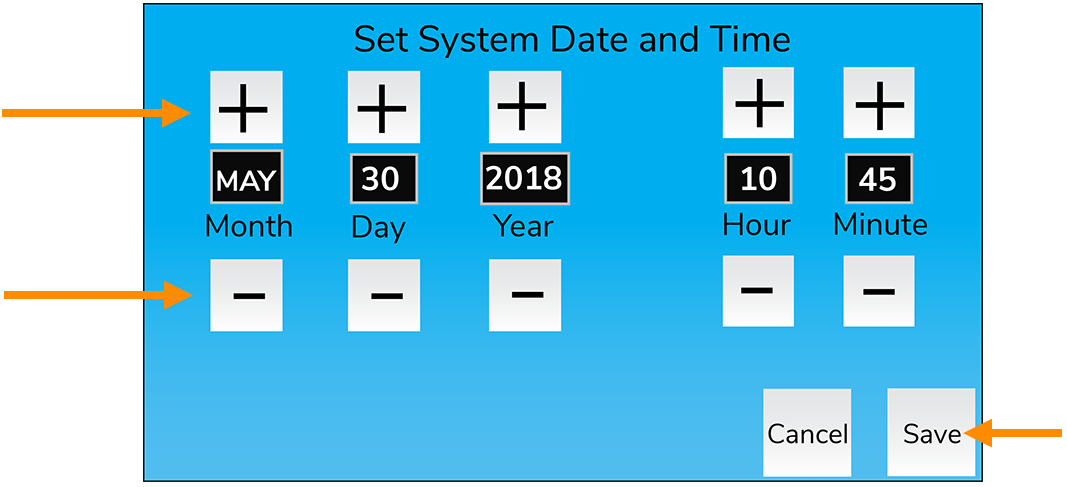 Set System Date and Time
+ + + + +
MAY 30 2018 10 45
Month Day Year Hour Minute
- - - - -
Cancel Save